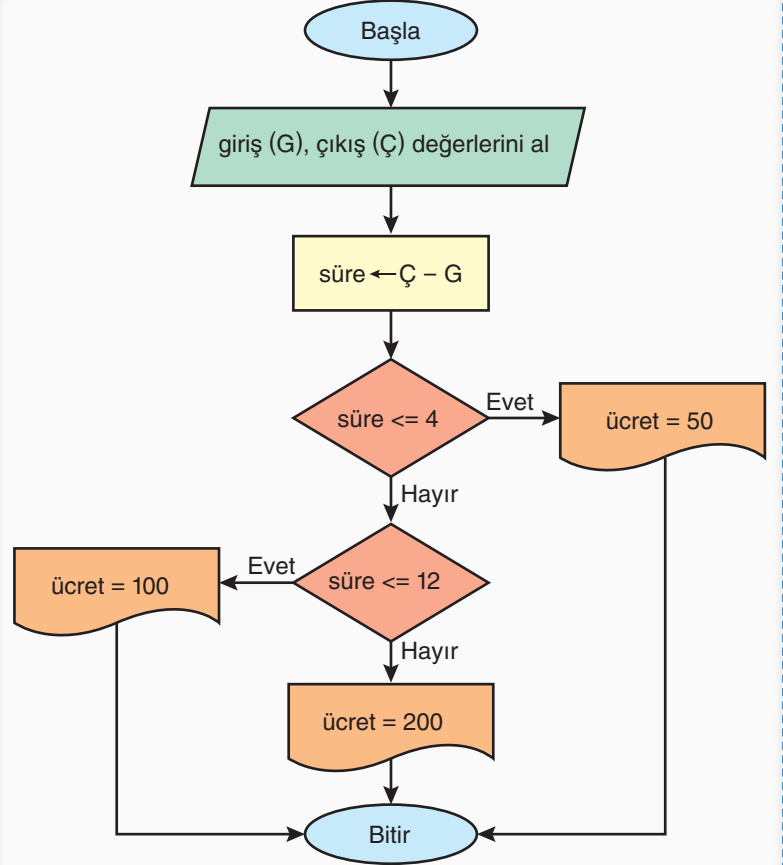 Başla
giriş (G), çıkış (Ç) değerlerini al
süre ← Ç – G
süre <= 4
Evet
ücret = 50
Hayır
süre <= 12
Evet
ücret = 100
Hayır
ücret = 200
Bitir